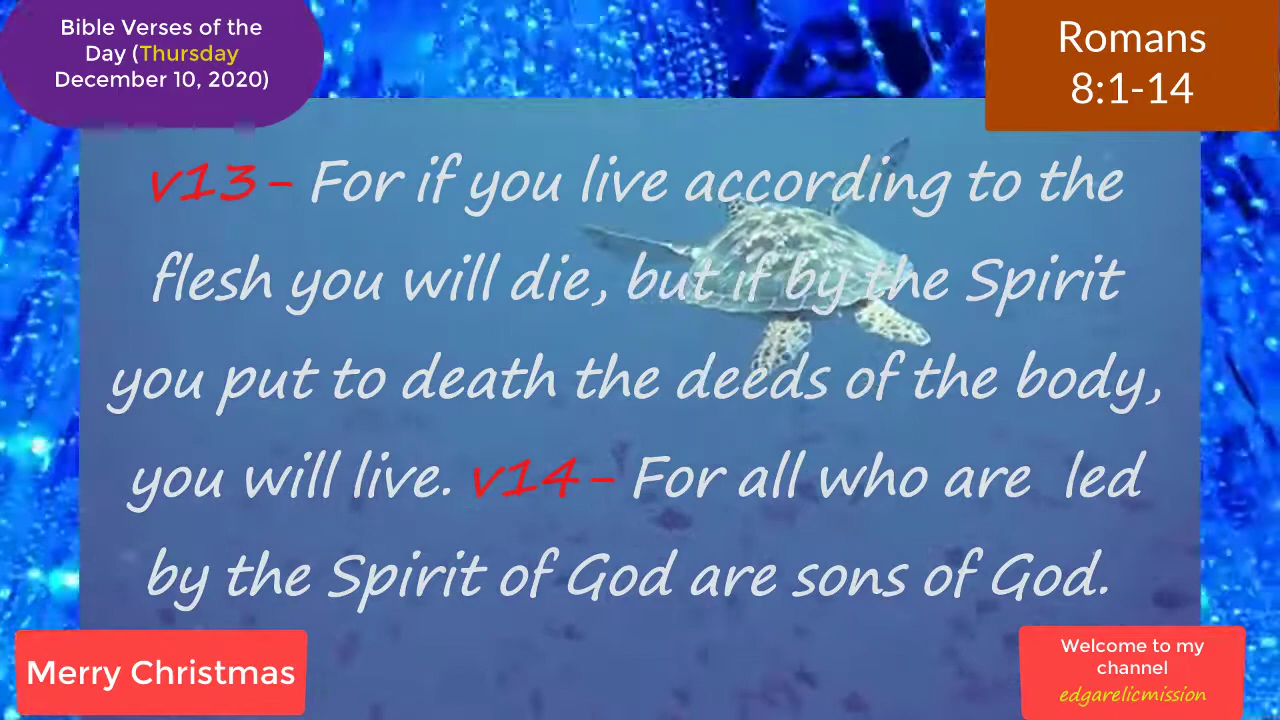 Bible Verses of the
Day (Thursday
December 10, 2020)
Romans
8:1-14
v13 - For if you live according to the
flesh you will die, but if by the Spirit
you put to death the deeds of the body,
you will live. v14 - For all who are led
by the Spirit of God are sons of God.
Merry Christmas
Welcome to my
channel
edgarelicmission